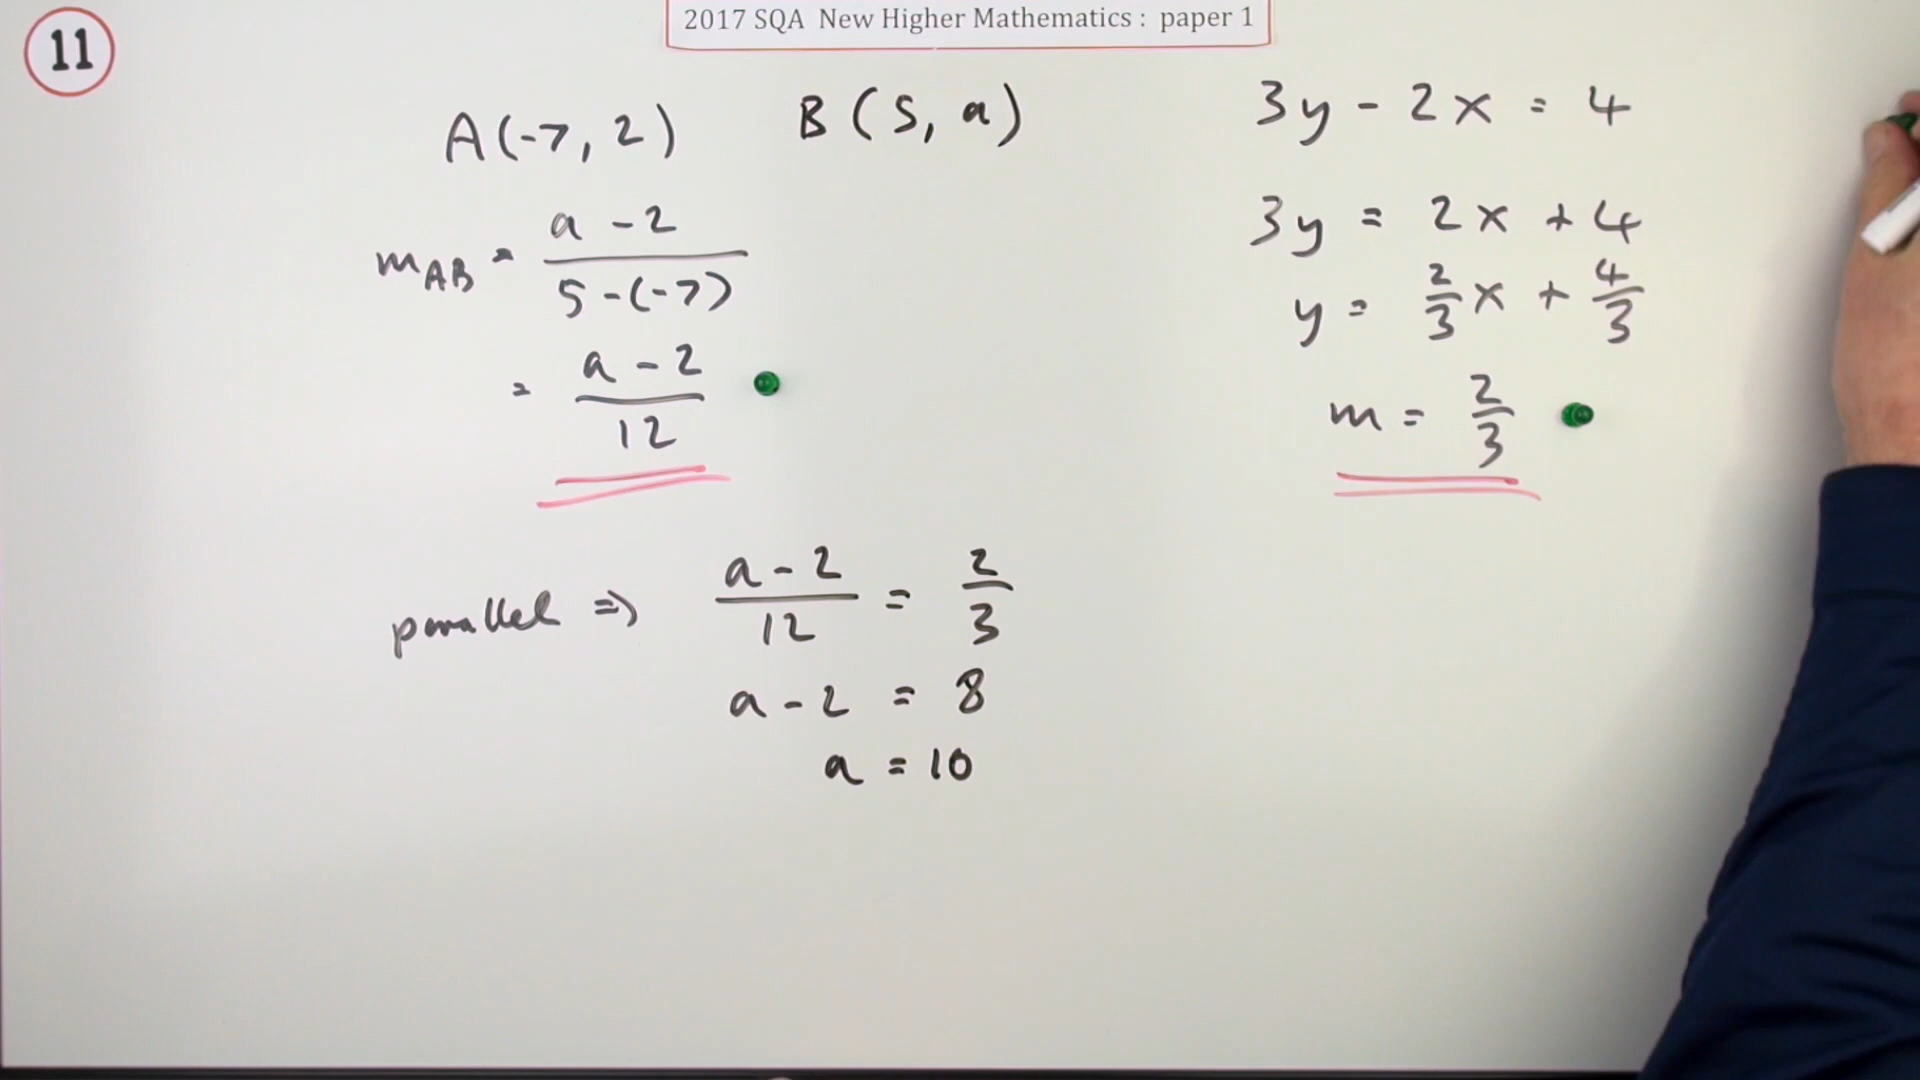 11
2017 SQA New Higher Mathematics : paper 1
A(-7, 2)
B(5, a)
m_AB = (a - 2)/(5 - (-7))
= (a - 2)/12
3y - 2x = 4
3y = 2x + 4
y = 2/3 x + 4/3
m = 2/3
parallel ⇒ (a - 2)/12 = 2/3
a - 2 = 8
a = 10